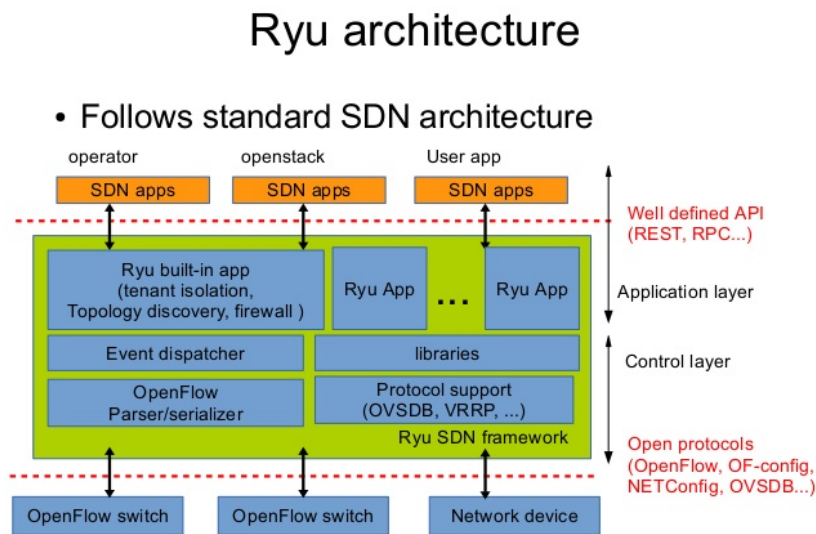 Ryu architecture
• Follows standard SDN architecture
operator
openstack
User app
SDN apps
SDN apps
SDN apps
Well defined API
(REST, RPC...)
Ryu built-in app
(tenant isolation,
Topology discovery, firewall )
Ryu App
...
Ryu App
Application layer
Event dispatcher
libraries
Control layer
OpenFlow
Parser/serializer
Protocol support
(OVSDB, VRRP, ...)
Ryu SDN framework
Open protocols
(OpenFlow, OF-config,
NETConfig, OVSDB...)
OpenFlow switch
OpenFlow switch
Network device